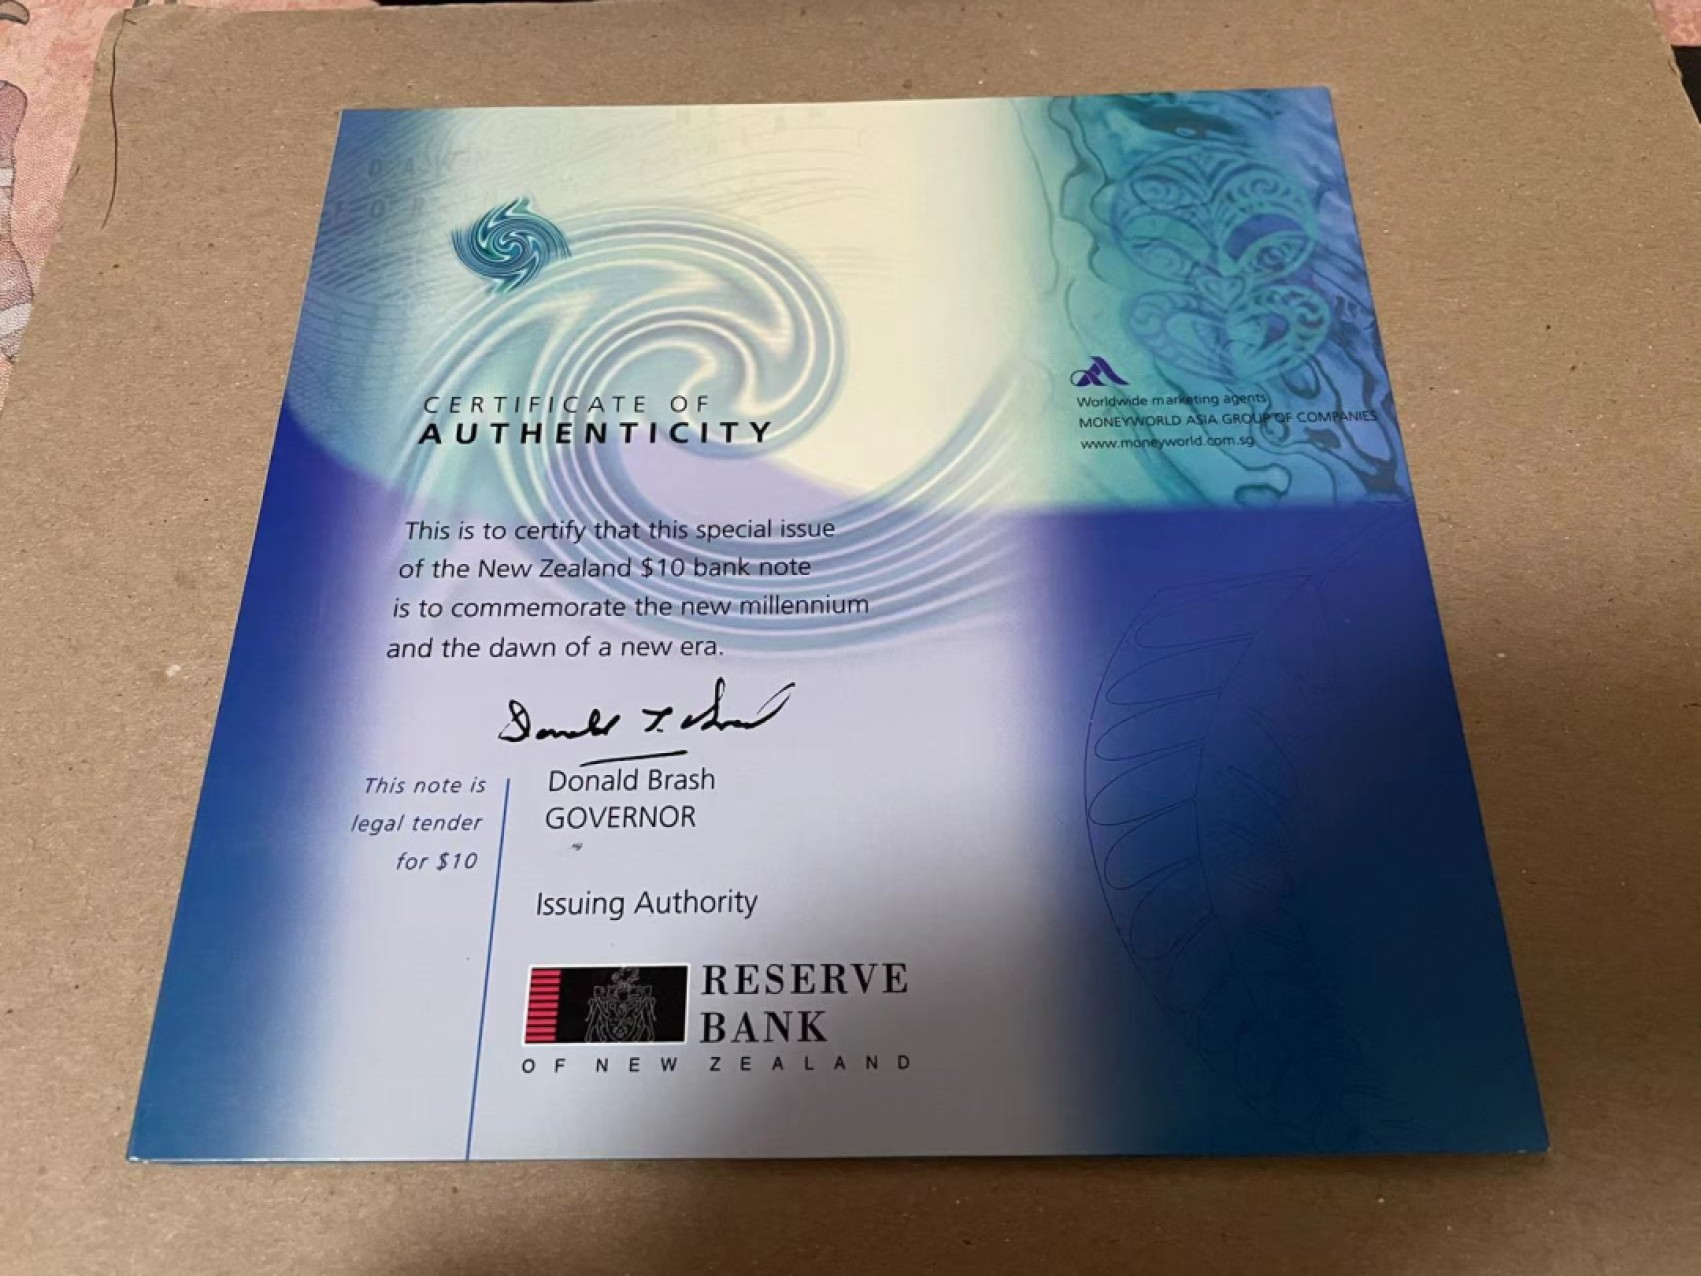 CERTIFICATE OF
AUTHENTICITY
Worldwide marketing agents
MONEYWORLD ASIA GROUP OF COMPANIES
www.moneyworld.com.sg
This is to certify that this special issue
of the New Zealand $10 bank note
is to commemorate the new millennium
and the dawn of a new era.
This note is
legal tender
for $10
Donald Brash
GOVERNOR
Issuing Authority
RESERVE
BANK
OF NEW ZEALAND